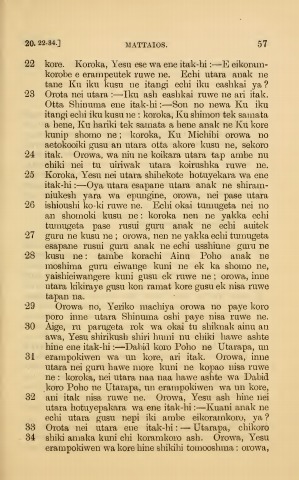 20. 22-34.] MATTAIOS. 57
22 kore. Koroka, Yesu ese wa ene itak-hi:—E eikoram-
korobe e erampeutek ruwe ne. Echi utara anak ne
tane Ku iku kusu ne itangi echi iku eashkai ya?
23 Orota nei utara:—Iku ash eashkai ruwe ne ari itak.
Otta Shinuma ene itak-hi:—Son no newa Ku iku
itangi echi iku kusu ne: koroka, Ku shimon tek samata
a bene, Ku hariki tek samata a bene anak ne Ku kore
kunip shomo ne; koroka, Ku Michihi orowa no
aetokooiki gusu an utara otta akore kusu ne, sekoro
24 itak. Orowa, wa niu ne koikara utara tap ambe nu
chiki nei tu uiriwak utara koirushka ruwe ne.
25 Koroka, Yesu nei utara shihekote hotuyekara wa ene
itak-hi:—Oya utara esapane utara anak ne shiram-
niukesh yara wa epungine, orowa, nei pase utara
26 ishioushi ko-ki ruwe ne. Echi okai tumugeta nei no
an shomoki kusu ne: koroka nen ne yakka echi
tumugeta pase rusui guru anak ne echi auitek
27 guru ne kusu ne; orowa, nen ne yakka echi tumugeta
esapane rusui guru anak ne echi usshiune guru ne
28 kusu ne: tambe korachi Ainu Poho anak ne
moshima guru eiwange kuni ne ek ka shomo ne,
yaishieiwangere kuni gusu ek ruwe ne; orowa, inne
utara kikiraye gusu kon ramat kore gusu ek nisa ruwe
tapan na.
29 Orowa no, Yeriko machiya orowa no paye koro
poro inne utara Shinuma oshi paye nisa ruwe ne.
30 Aige, ru parugeta rok wa okai tu shiknak ainu an
awa, Yesu shirikush shiri humi nu chiki hawe ashte
hine ene itak-hi:—Dabid koro Poho ne Utarapa, un
31 erampokiwen wa un kore, ari itak. Orowa, inne
utara nei guru hawe more kuni ne kopao nisa ruwe
ne: koroka, nei utara naa naa hawe ashte wa Dabid
koro Poho ne Utarapa, un erampokiwen wa un kore,
32 ani itak nisa ruwe ne. Orowa, Yesu ash hine nei
utara hotuyepakara wa ene itak-hi:—Kuani anak ne
echi utara gusu nepi iki ambe eikoramkoro, ya?
33 Orota nei utara ene itak-hi:—Utarapa, chikoro
34 shiki amaka kuni chi koramkoro ash. Orowa, Yesu
erampokiwen wa kore hine shikihi tomooshma: orowa,